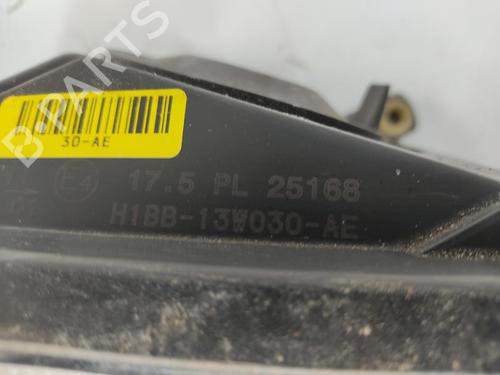 B-PARTS
30-AE
E4 17.5 PL 25168
H1BB-13W030-AE